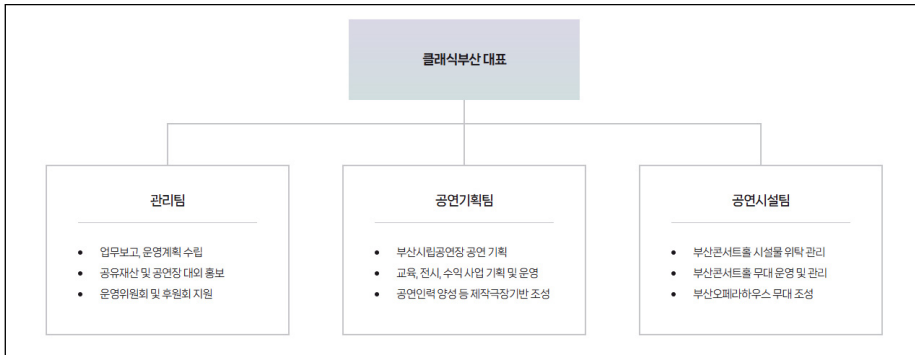 클래식부산 대표
관리팀
업무보고, 운영계획 수립
공유재산 및 공연장 대외 홍보
운영위원회 및 후원회 지원
공연기획팀
부산시립공연장 공연 기획
교육, 전시, 수익 사업 기획 및 운영
공연인력 양성 등 제작극장기반 조성
공연시설팀
부산콘서트홀 시설물 위탁 관리
부산콘서트홀 무대 운영 및 관리
부산오페라하우스 무대 조성